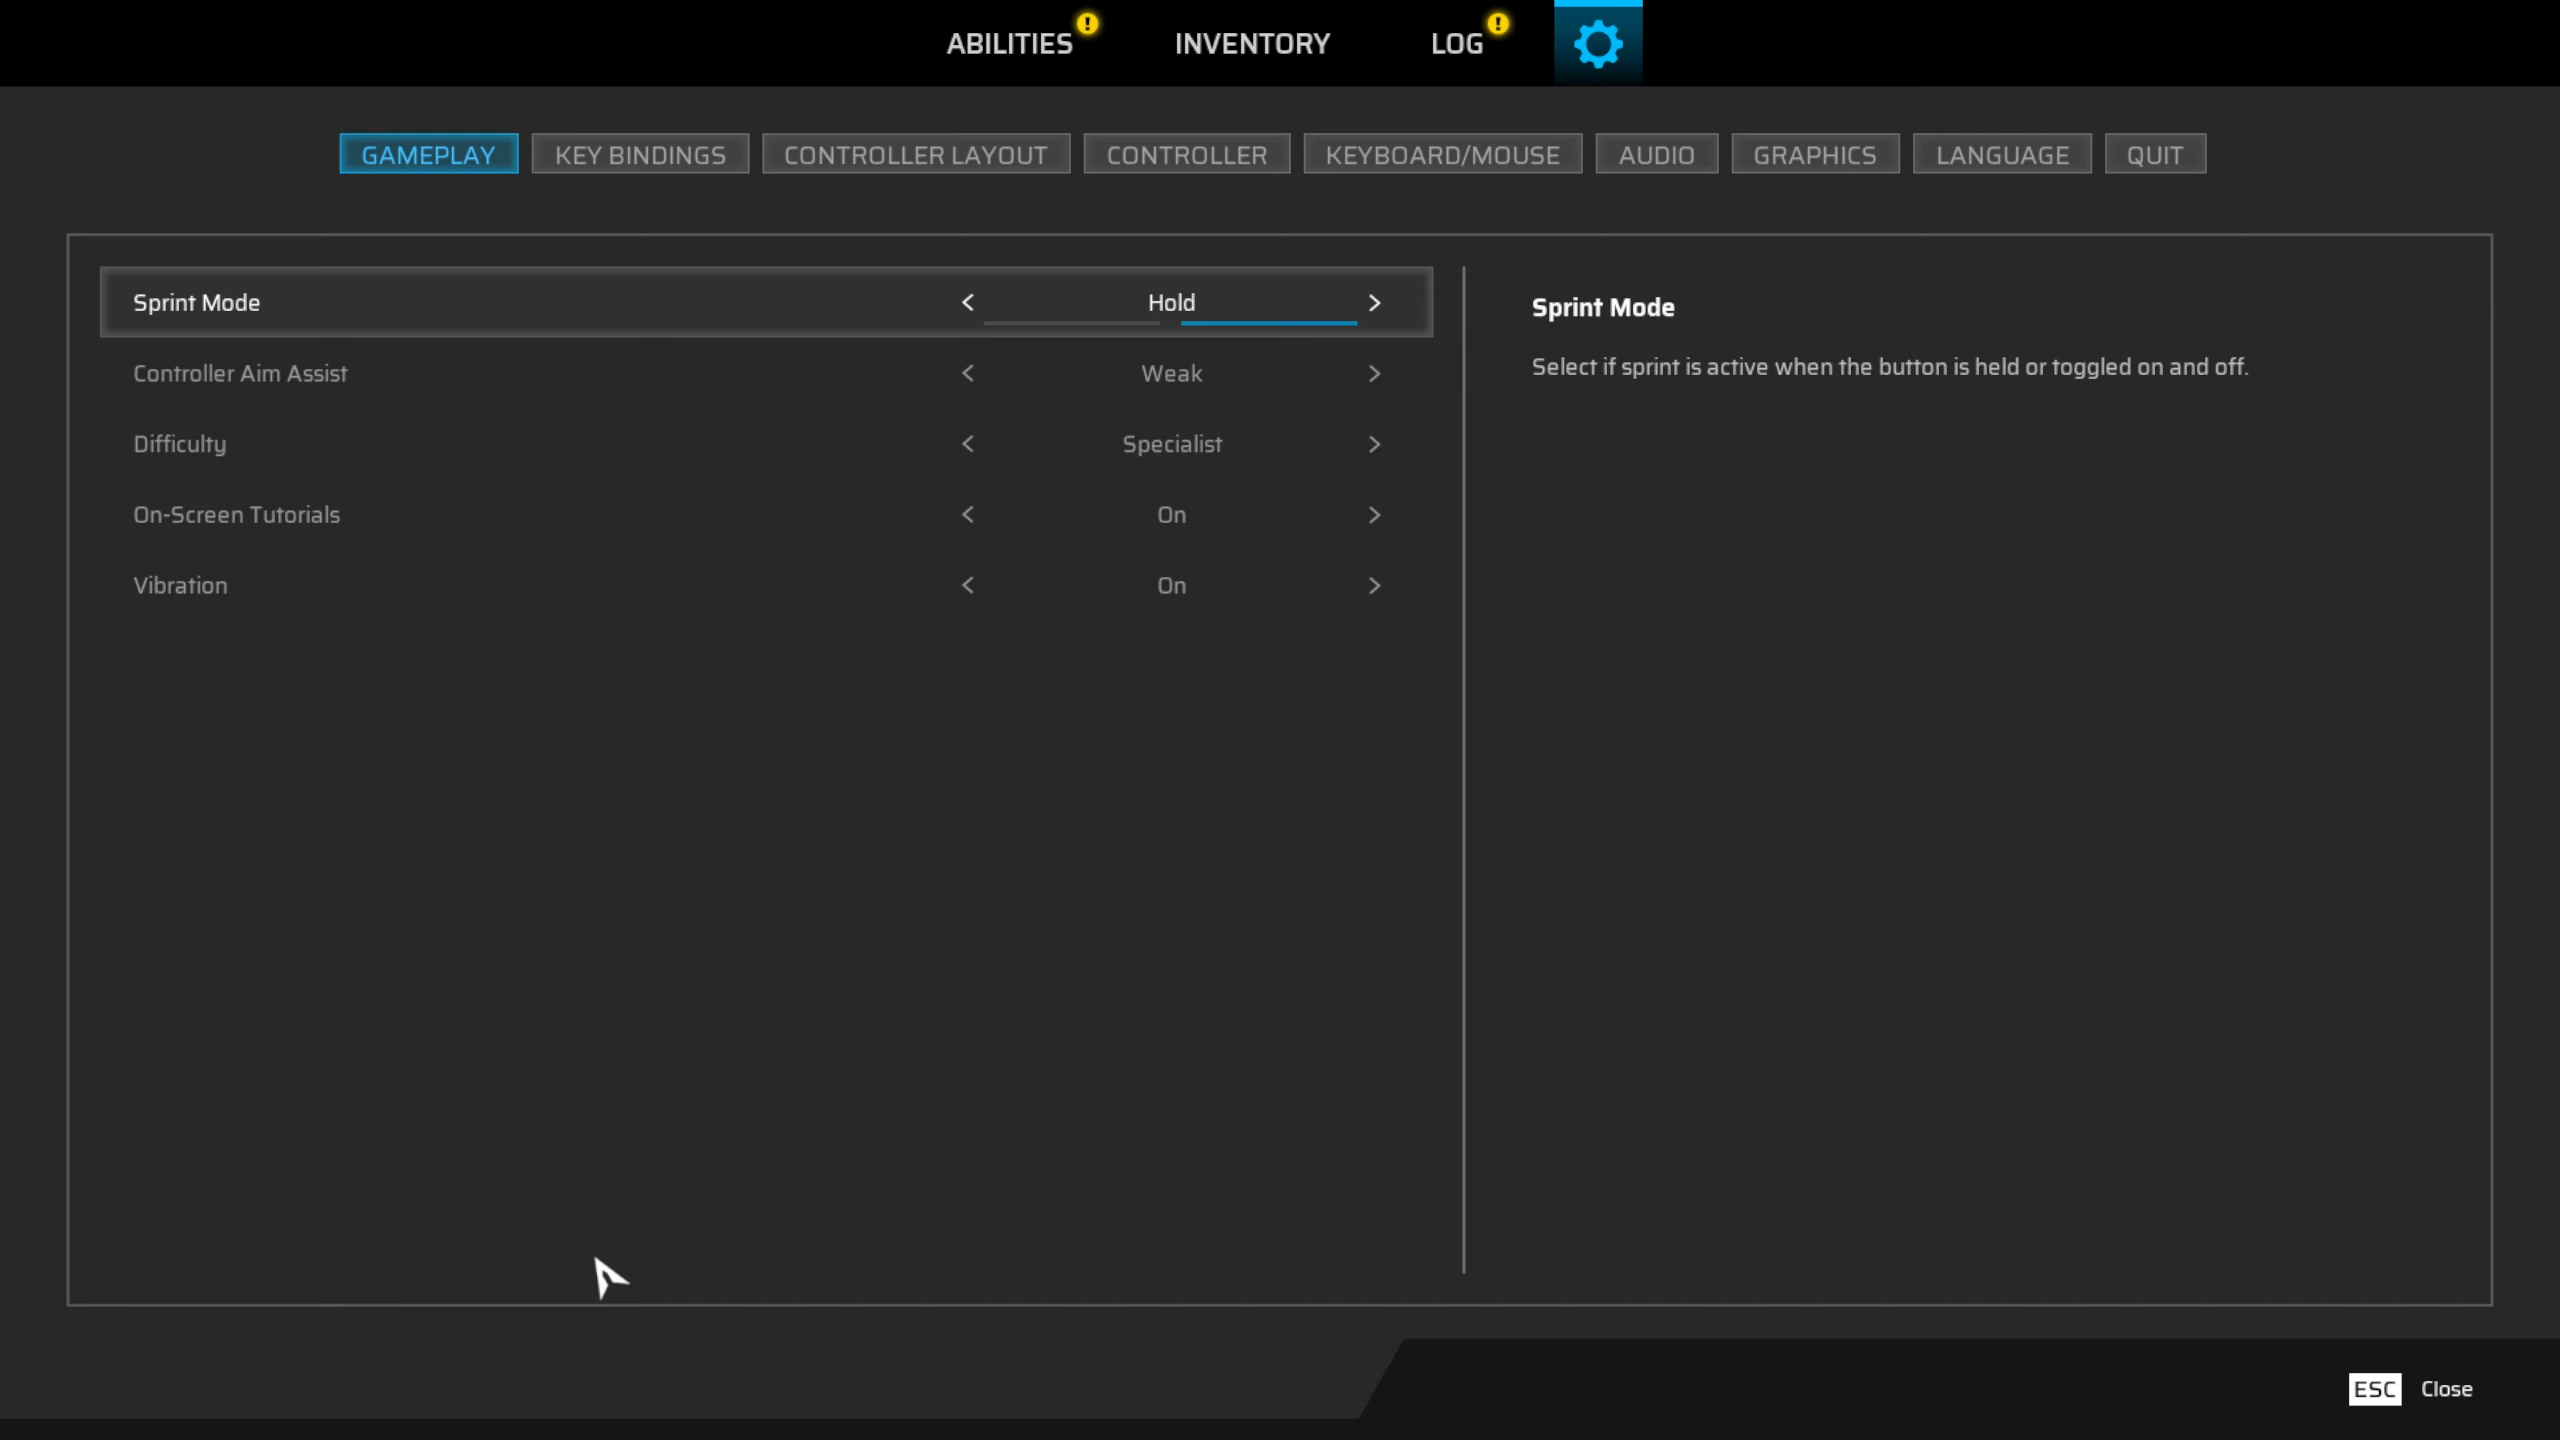 ABILITIES ! INVENTORY LOG !
GAMEPLAY KEY BINDINGS CONTROLLER LAYOUT CONTROLLER KEYBOARD/MOUSE AUDIO GRAPHICS LANGUAGE QUIT
Sprint Mode < Hold >
Controller Aim Assist < Weak >
Difficulty < Specialist >
On-Screen Tutorials < On >
Vibration < On >
Sprint Mode
Select if sprint is active when the button is held or toggled on and off.
ESC Close